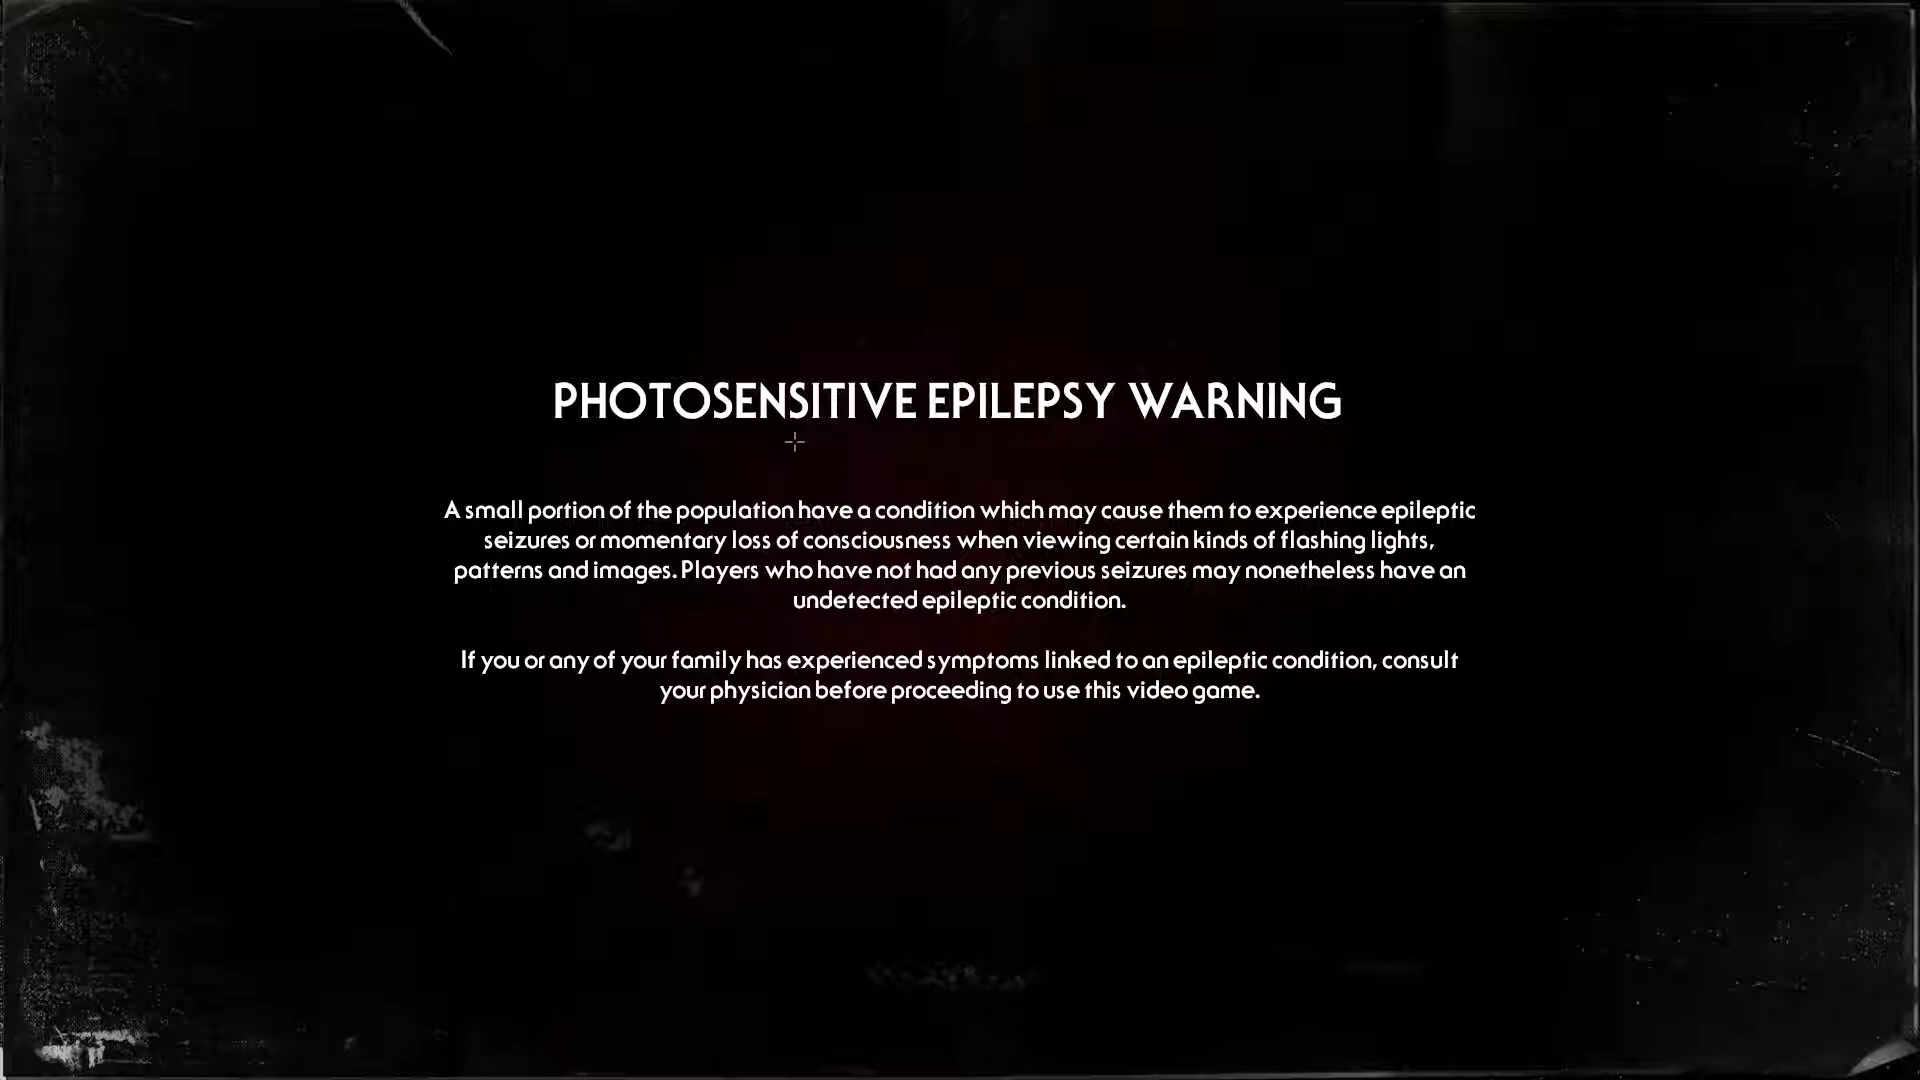 PHOTOSENSITIVE EPILEPSY WARNING
A small portion of the population have a condition which may cause them to experience epileptic
seizures or momentary loss of consciousness when viewing certain kinds of flashing lights,
patterns and images. Players who have not had any previous seizures may nonetheless have an
undetected epileptic condition.
If you or any of your family has experienced symptoms linked to an epileptic condition, consult
your physician before proceeding to use this video game.